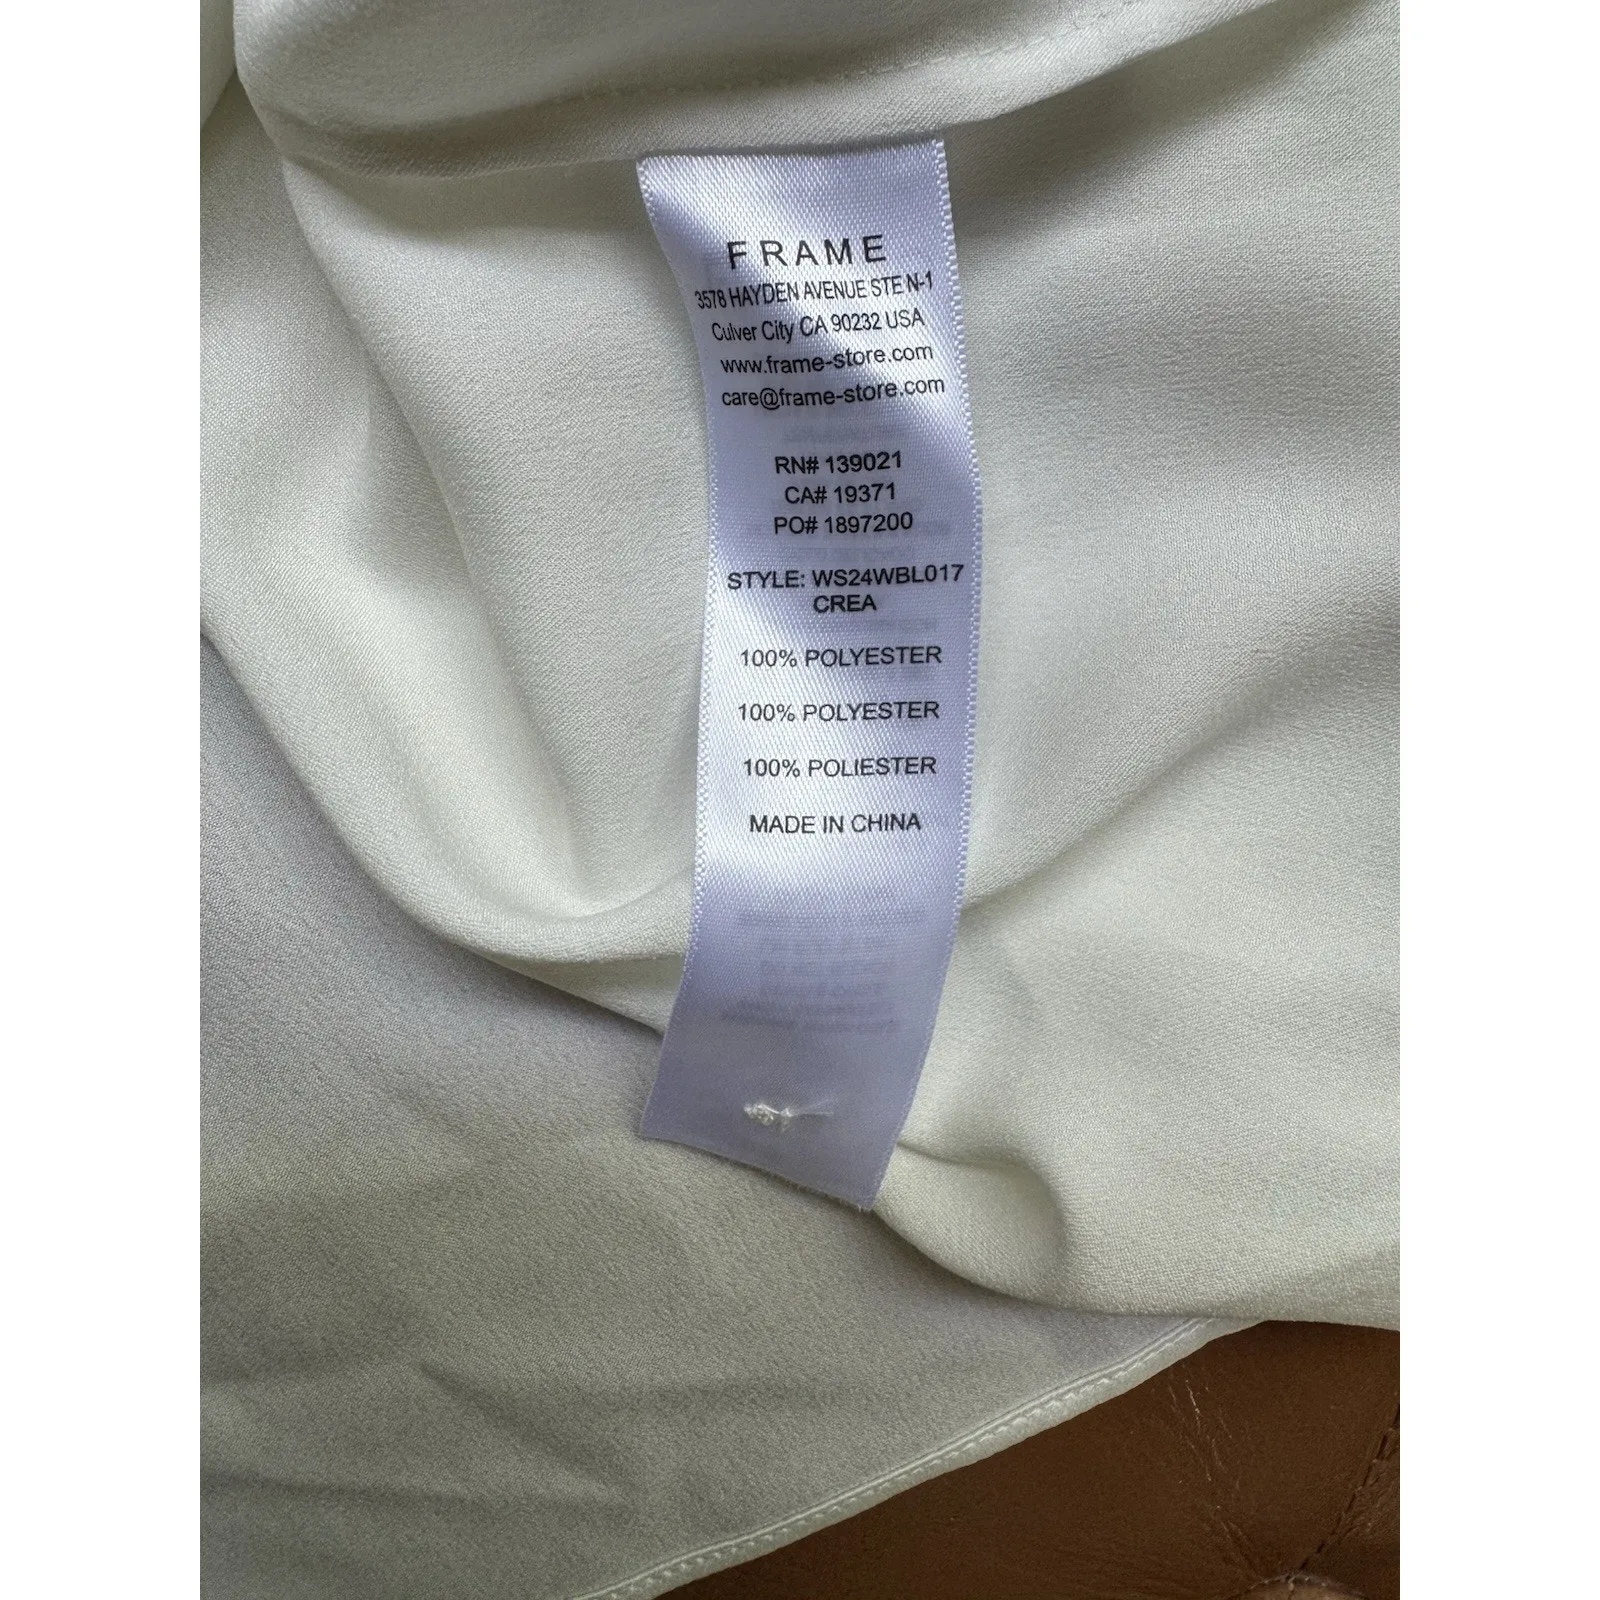 FRAME
3578 HAYDEN AVENUE STE N-1
Culver City CA 90232 USA
www.frame-store.com
care@frame-store.com
RN# 139021
CA# 19371
PO# 1897200
STYLE: WS24WBL017
CREA
100% POLYESTER
100% POLYESTER
100% POLIESTER
MADE IN CHINA